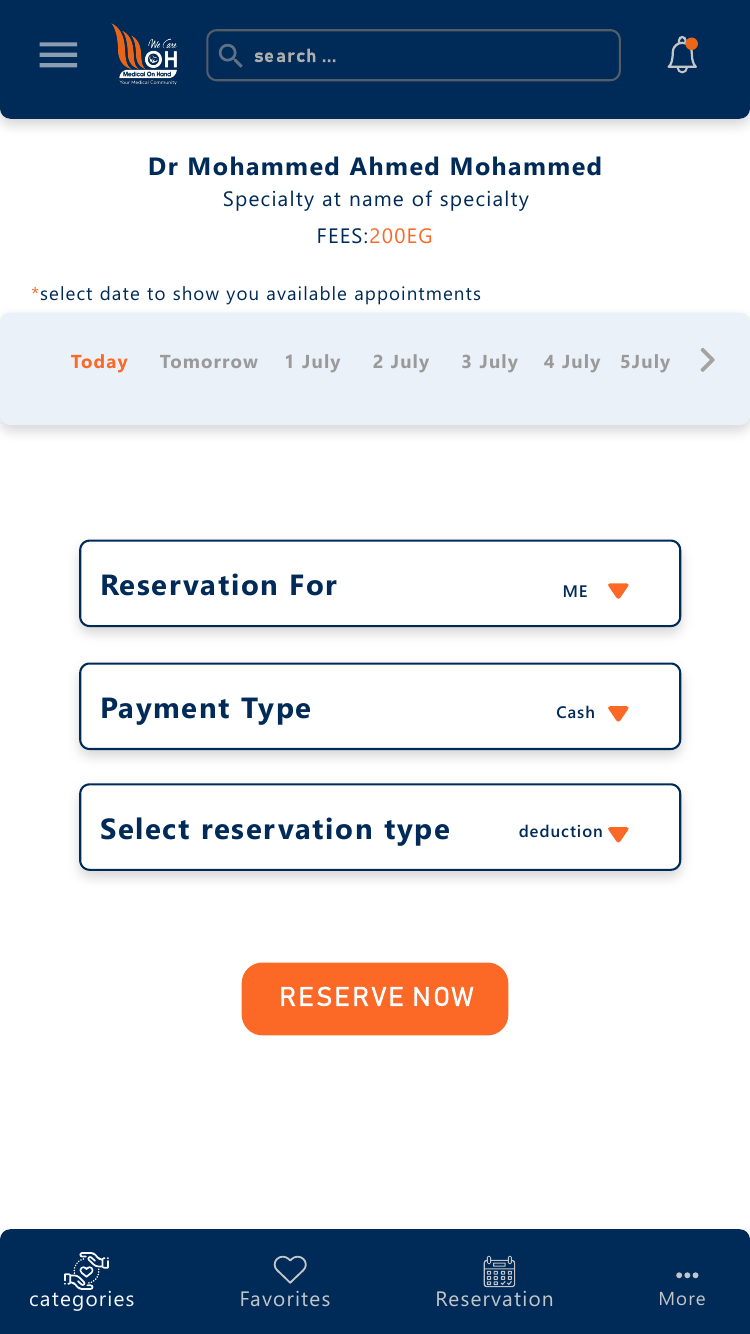 We Care
OH
Medical On Hand
Your Medical Community
search ...
Dr Mohammed Ahmed Mohammed
Specialty at name of specialty
FEES:200EG
*select date to show you available appointments
Today Tomorrow 1 July 2 July 3 July 4 July 5July
Reservation For ME
Payment Type Cash
Select reservation type deduction
RESERVE NOW
categories Favorites Reservation More